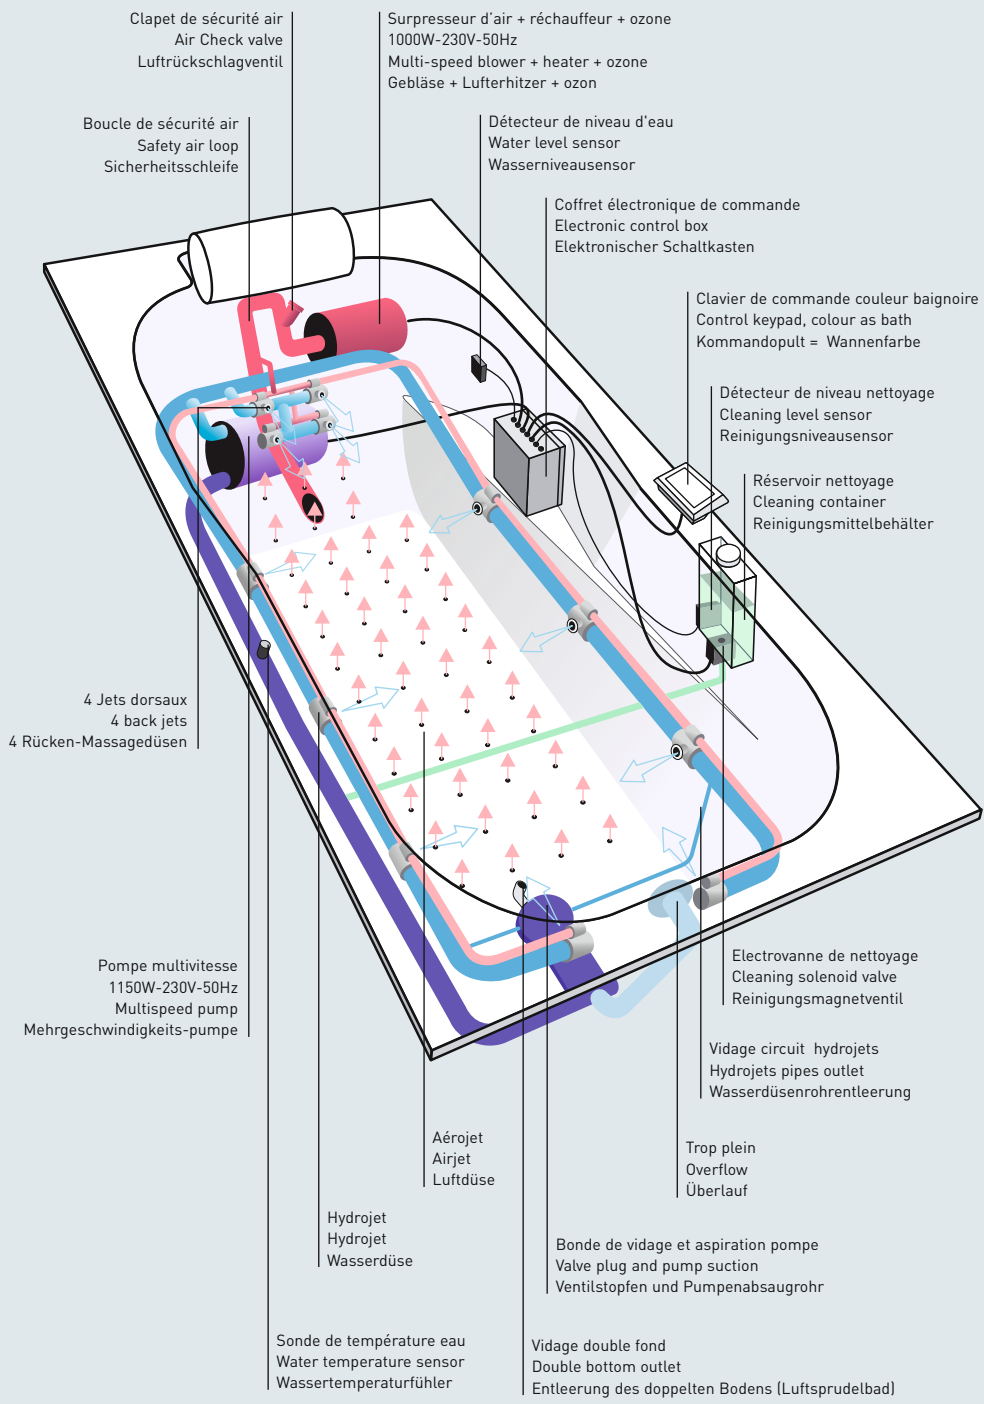 Clapet de sécurité air
Air Check valve
Luftrückschlagventil
Surpresseur d'air + réchauffeur + ozone
1000W-230V-50Hz
Multi-speed blower + heater + ozone
Gebläse + Lufterhitzer + ozon
Boucle de sécurité air
Safety air loop
Sicherheitsschleife
Détecteur de niveau d'eau
Water level sensor
Wasserniveausensor
Coffret électronique de commande
Electronic control box
Elektronischer Schaltkasten
Clavier de commande couleur baignoire
Control keypad, colour as bath
Kommandopult = Wannenfarbe
Détecteur de niveau nettoyage
Cleaning level sensor
Reinigungsniveausensor
Réservoir nettoyage
Cleaning container
Reinigungsmittelbehälter
4 Jets dorsaux
4 back jets
4 Rücken-Massagedüsen
Pompe multivitesse
1150W-230V-50Hz
Multispeed pump
Mehrgeschwindigkeits-pumpe
Electrovanne de nettoyage
Cleaning solenoid valve
Reinigungsmagnetventil
Vidage circuit hydrojets
Hydrojets pipes outlet
Wasserdüsenrohrentleerung
Aérojet
Airjet
Luftdüse
Trop plein
Overflow
Überlauf
Hydrojet
Hydrojet
Wasserdüse
Bonde de vidage et aspiration pompe
Valve plug and pump suction
Ventilstopfen und Pumpenabsaugrohr
Sonde de température eau
Water temperature sensor
Wassertemperaturfühler
Vidage double fond
Double bottom outlet
Entleerung des doppelten Bodens (Luftsprudelbad)